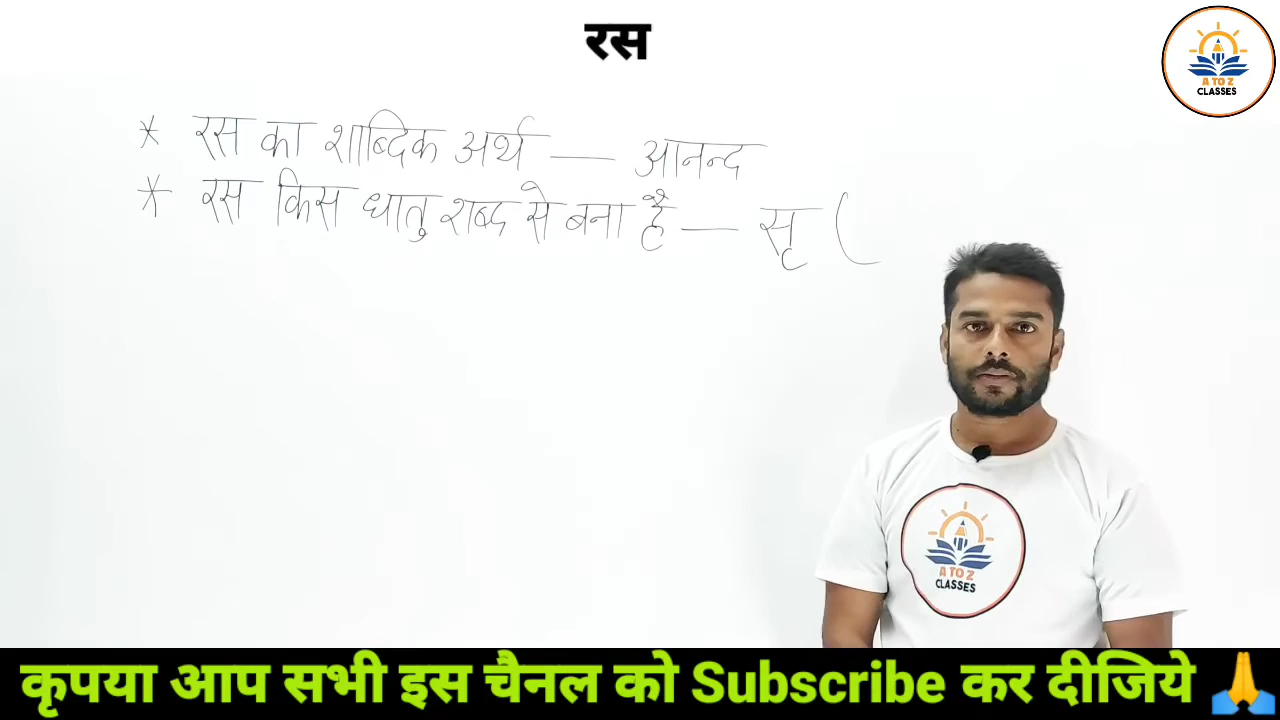 रस
A TO Z
CLASSES
* रस का शाब्दिक अर्थ — आनन्द
* रस किस धातु शब्द से बना है — सृ (
A TO Z
CLASSES
कृपया आप सभी इस चैनल को Subscribe कर दीजिये 🙏